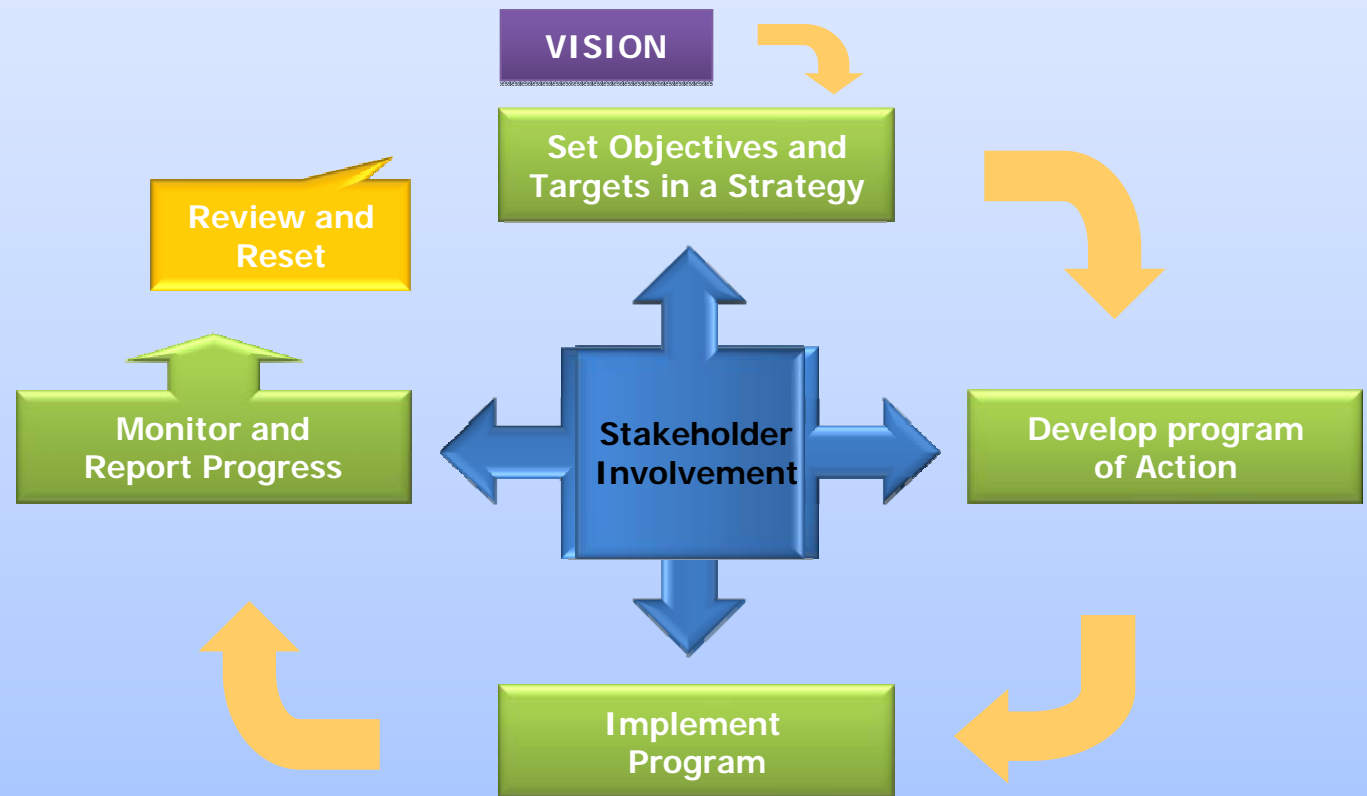 VISION
Set Objectives and
Targets in a Strategy
Review and
Reset
Monitor and
Report Progress
Stakeholder
Involvement
Develop program
of Action
Implement
Program